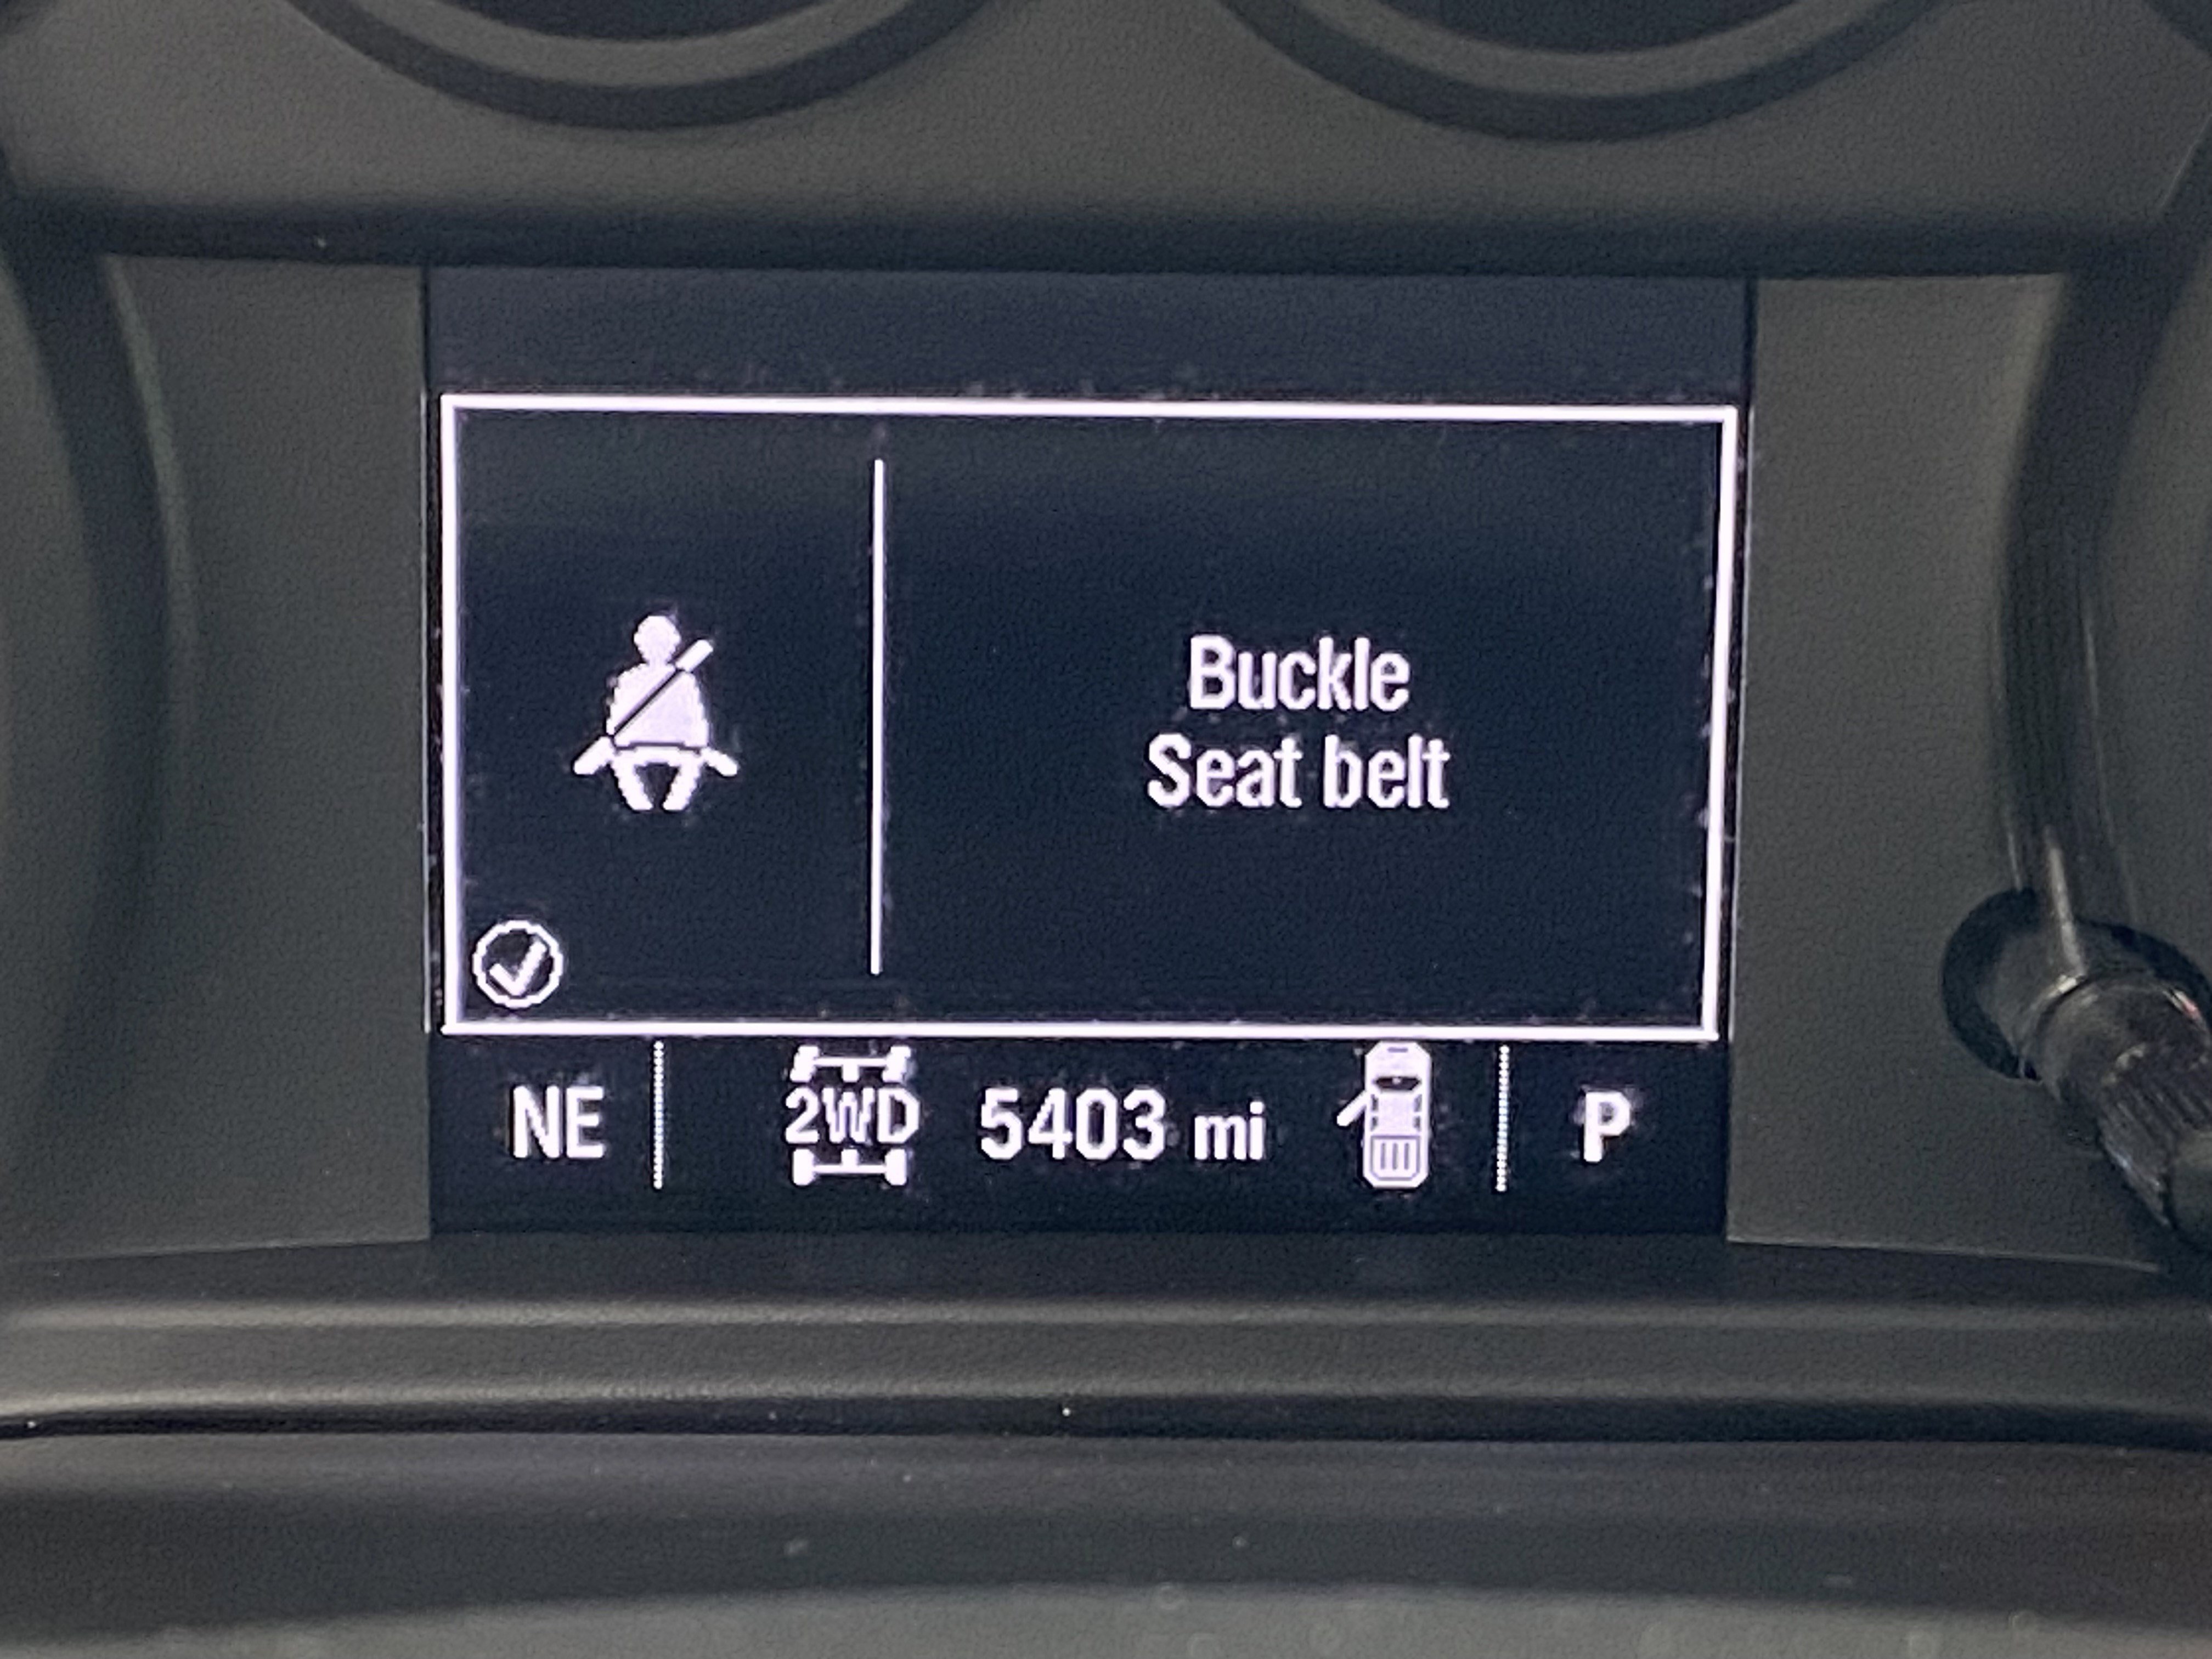 Buckle
Seat belt
NE 2WD 5403 mi P